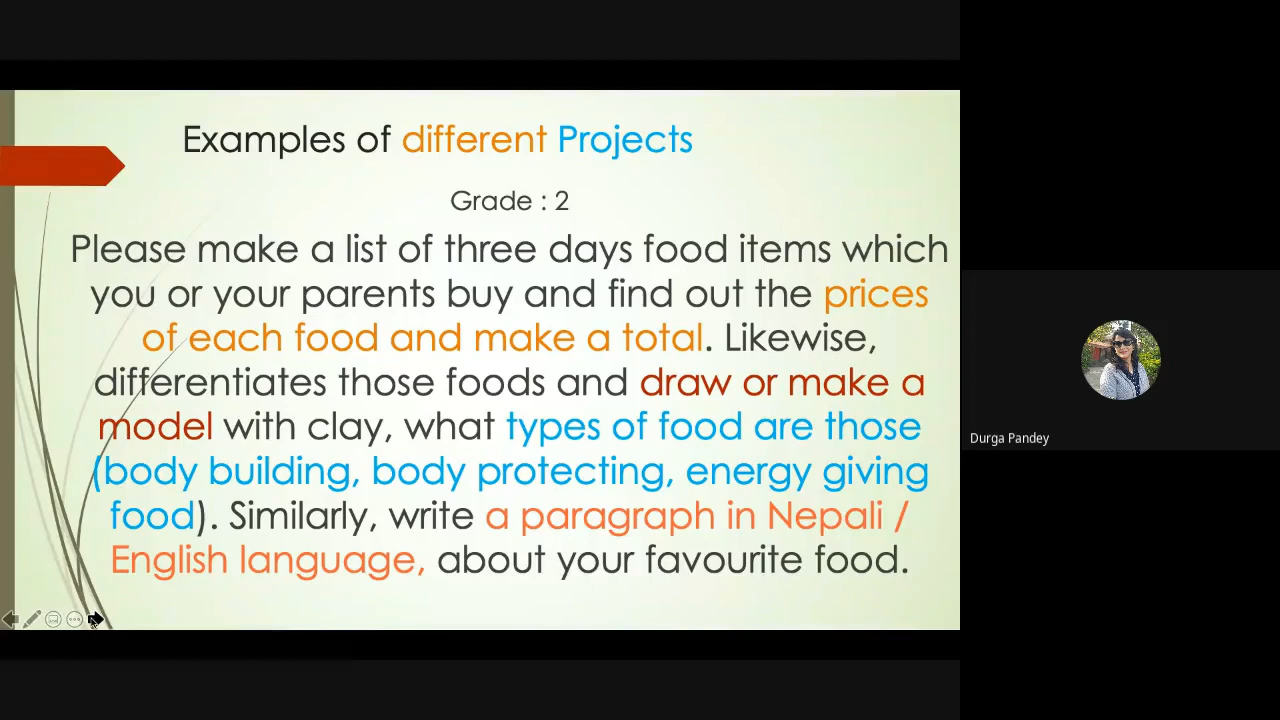 Examples of different Projects
Grade : 2
Please make a list of three days food items which
you or your parents buy and find out the prices
of each food and make a total. Likewise,
differentiates those foods and draw or make a
model with clay, what types of food are those
(body building, body protecting, energy giving
food). Similarly, write a paragraph in Nepali /
English language, about your favourite food.
Durga Pandey